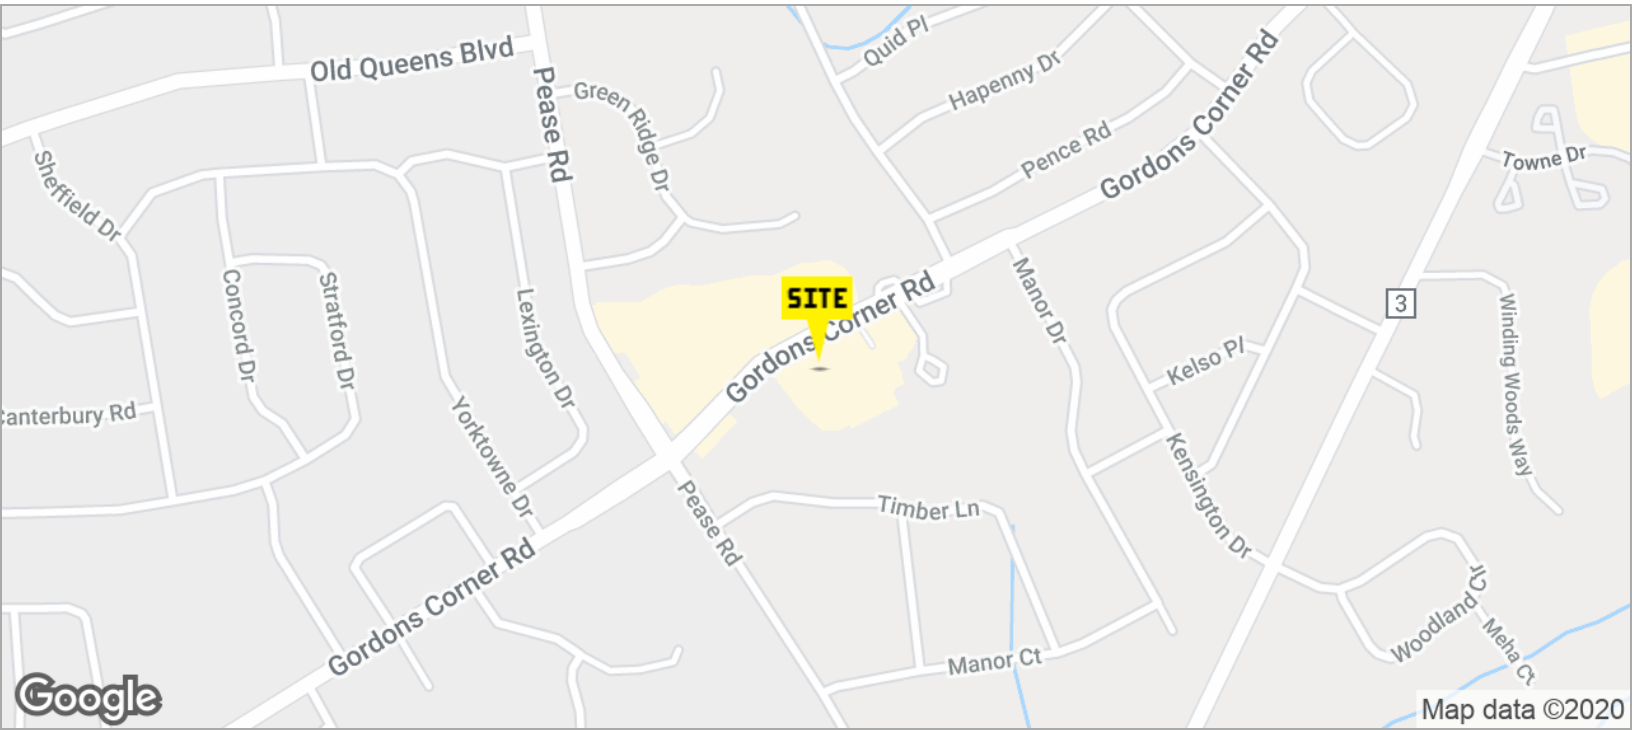 Quid Pl
Old Queens Blvd
Hapenny Dr
Gordons Corner Rd
Pease Rd
Green Ridge Dr
Pence Rd
Towne Dr
Sheffield Dr
SITE
Gordons Corner Rd
Manor Dr
3
Concord Dr
Stratford Dr
Lexington Dr
Winding Woods Way
Kelso Pl
Canterbury Rd
Yorktowne Dr
Kensington Dr
Pease Rd
Timber Ln
Gordons Corner Rd
Woodland Ct
Meha Ct
Manor Ct
Google
Map data ©2020